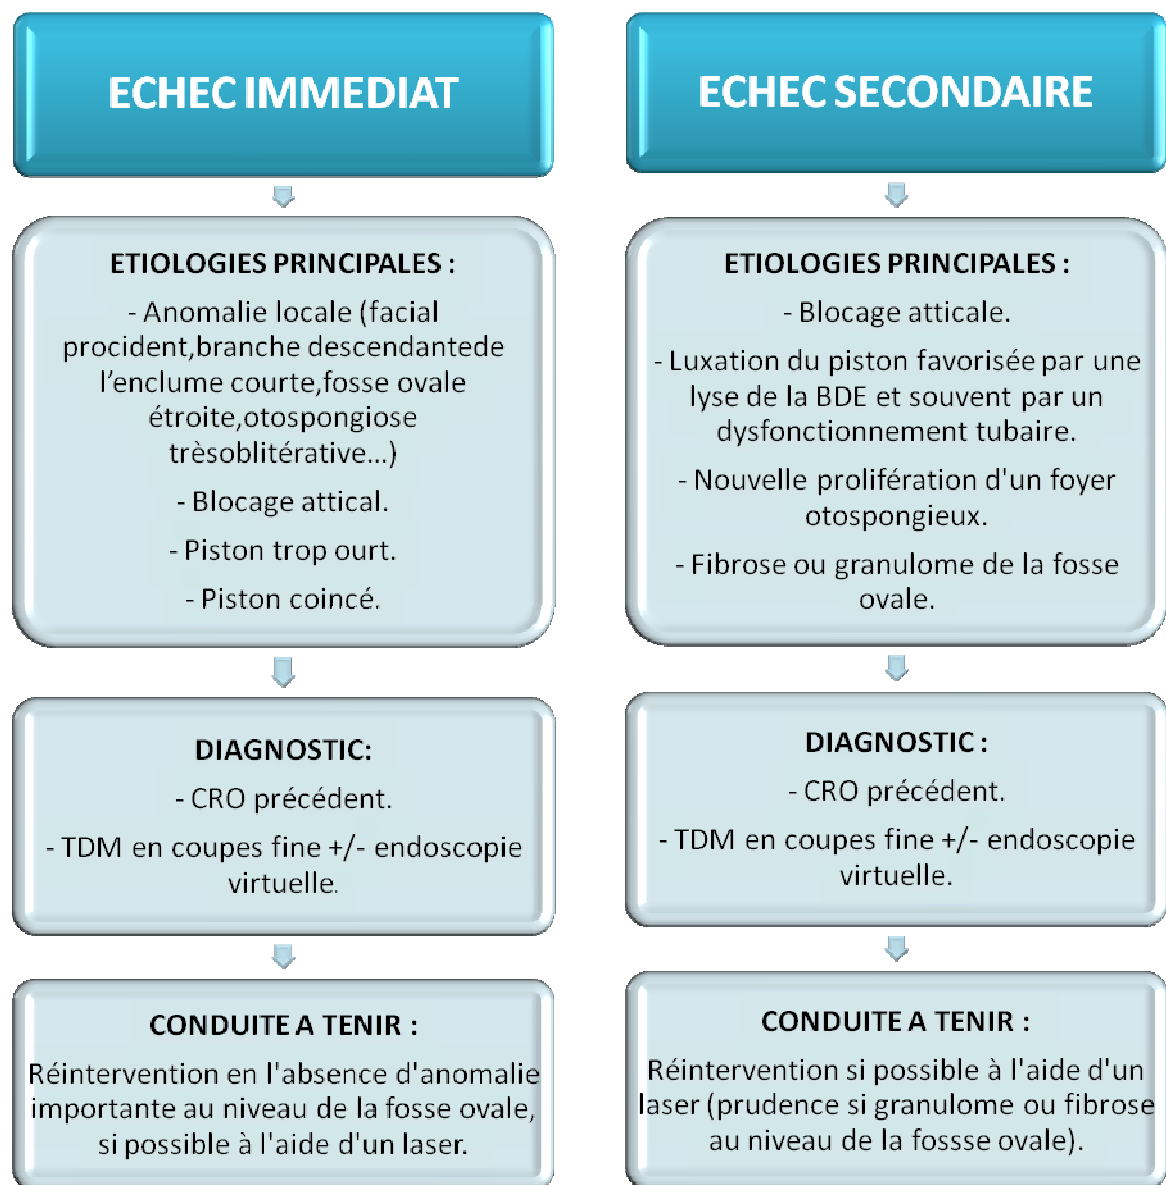 ECHEC IMMEDIAT
ETIOLOGIES PRINCIPALES :
- Anomalie locale (facial
procident,branche descendantede
l'enclume courte,fosse ovale
étroite,otospongiose
trèsoblitérative...)
- Blocage attical.
- Piston trop ourt.
- Piston coincé.
DIAGNOSTIC:
- CRO précédent.
- TDM en coupes fine +/- endoscopie
virtuelle.
CONDUITE A TENIR :
Réintervention en l'absence d'anomalie
importante au niveau de la fosse ovale,
si possible à l'aide d'un laser.
ECHEC SECONDAIRE
ETIOLOGIES PRINCIPALES :
- Blocage atticale.
- Luxation du piston favorisée par une
lyse de la BDE et souvent par un
dysfonctionnement tubaire.
- Nouvelle prolifération d'un foyer
otospongieux.
- Fibrose ou granulome de la fosse
ovale.
DIAGNOSTIC :
- CRO précédent.
- TDM en coupes fine +/- endoscopie
virtuelle.
CONDUITE A TENIR :
Réintervention si possible à l'aide d'un
laser (prudence si granulome ou fibrose
au niveau de la fossse ovale).